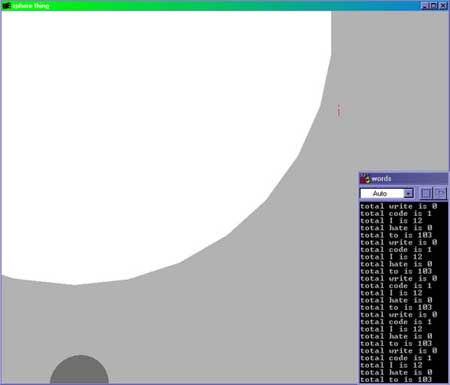 sphere thing
i
words
Auto
total write is 0
total code is 1
total I is 12
total hate is 0
total to is 103
total write is 0
total code is 1
total I is 12
total hate is 0
total to is 103
total write is 0
total code is 1
total I is 12
total hate is 0
total to is 103
total write is 0
total code is 1
total I is 12
total hate is 0
total to is 103
total write is 0
total code is 1
total I is 12
total hate is 0
total to is 103